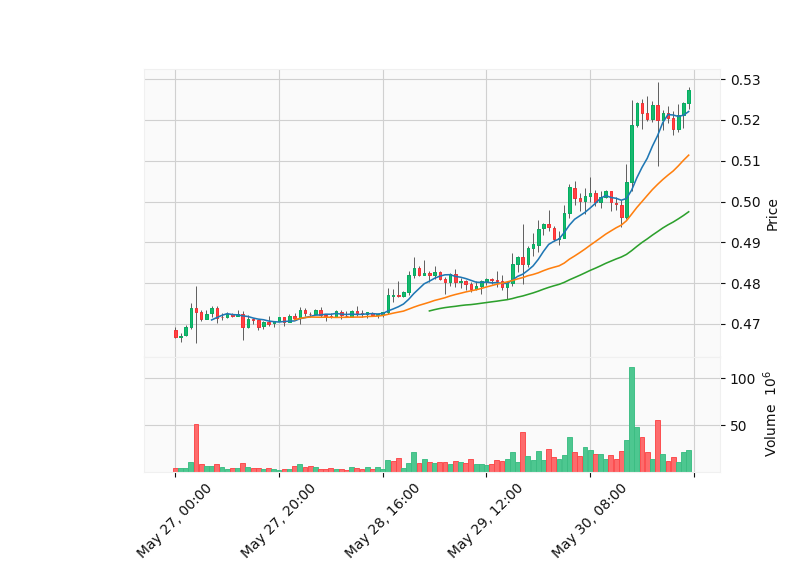 0.53
0.52
0.51
0.50
0.49
0.48
0.47
Price
100
50
Volume 10^6
May 27, 00:00
May 27, 20:00
May 28, 16:00
May 29, 12:00
May 30, 08:00